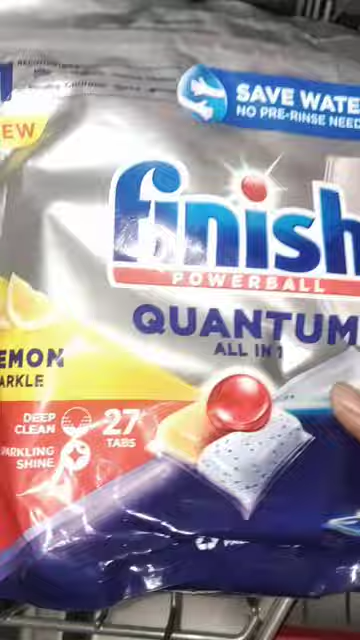 SAVE WATE
NO PRE-RINSE NEED
EW
finish
POWERBALL
QUANTUM
ALL IN 1
EMON
ARKLE
DEEP
CLEAN
27
TABS
ARKLING
SHINE